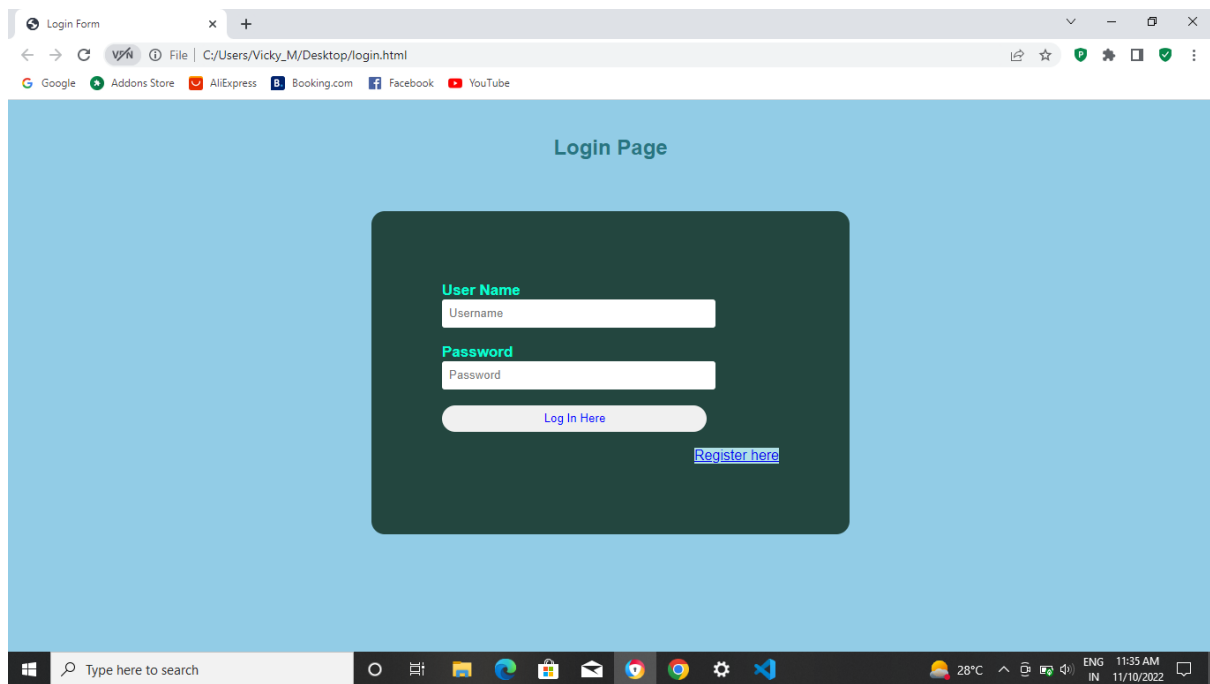 Login Form
VPN File C:/Users/Vicky_M/Desktop/login.html
Google Addons Store AliExpress B. Booking.com Facebook YouTube
Login Page
User Name
Username
Password
Password
Log In Here
Register here
Type here to search
28°C ENG 11:35 AM
IN 11/10/2022